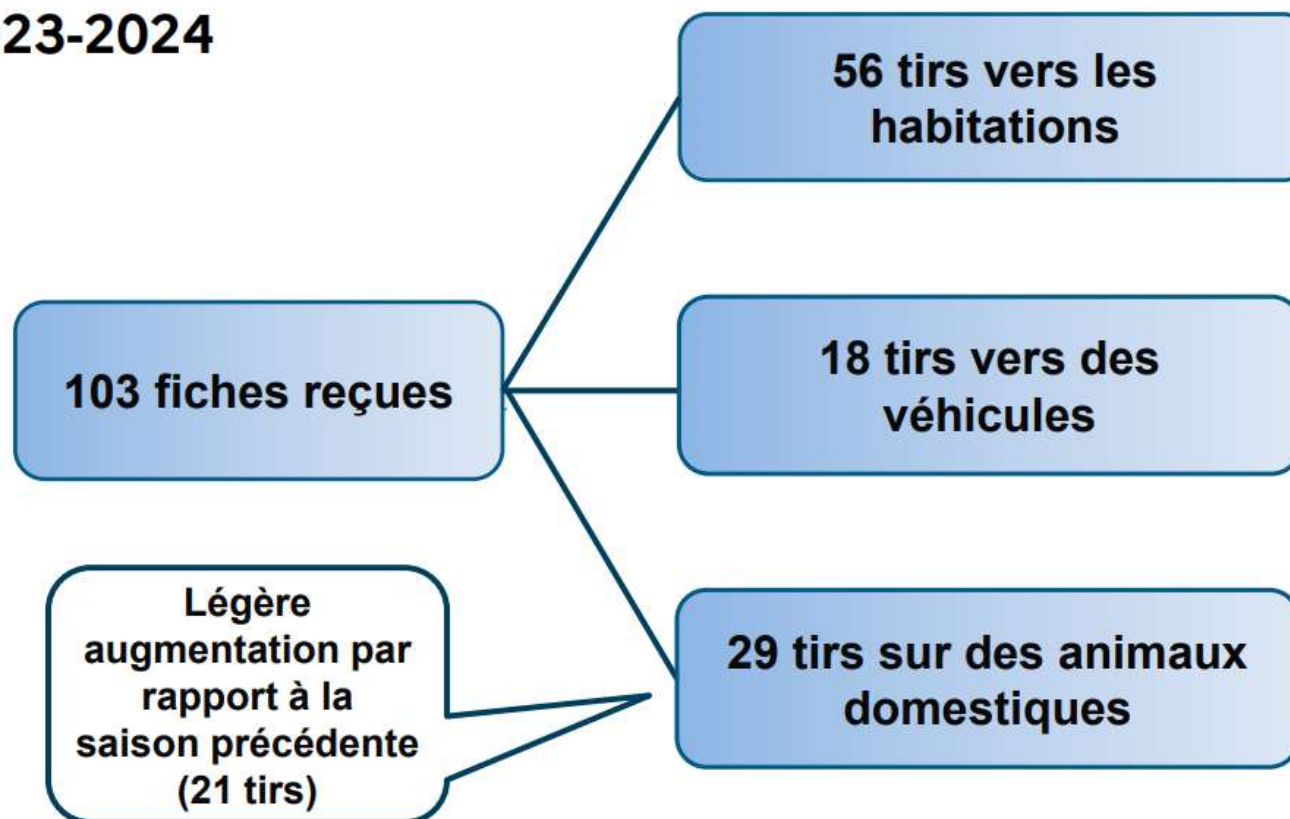 23-2024
56 tirs vers les
habitations
103 fiches reçues
18 tirs vers des
véhicules
29 tirs sur des animaux
domestiques
Légère
augmentation par
rapport à la
saison précédente
(21 tirs)